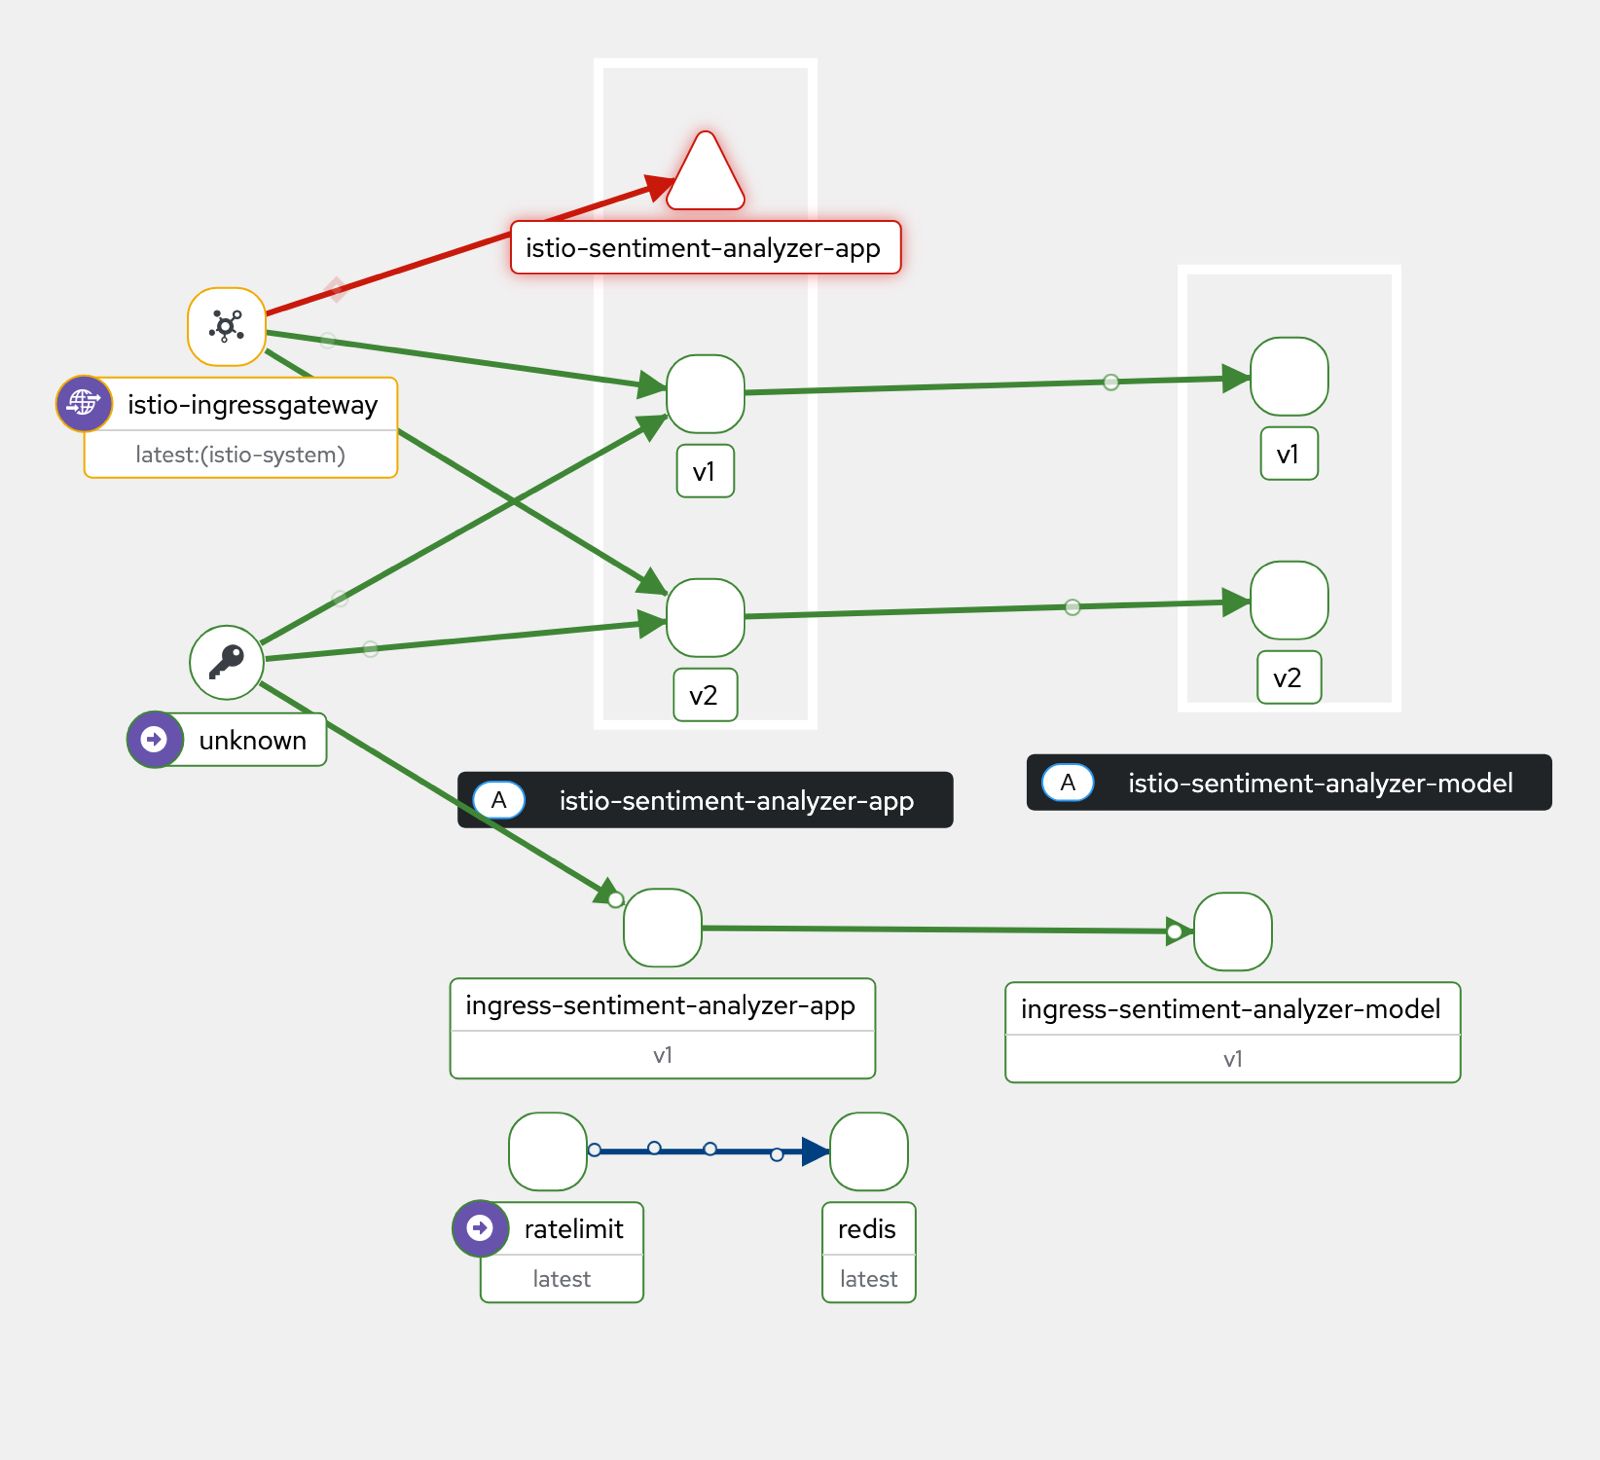 istio-sentiment-analyzer-app
istio-ingressgateway
latest:(istio-system)
v1
v1
v2
v2
unknown
A istio-sentiment-analyzer-app
A istio-sentiment-analyzer-model
ingress-sentiment-analyzer-app
v1
ingress-sentiment-analyzer-model
v1
ratelimit
latest
redis
latest